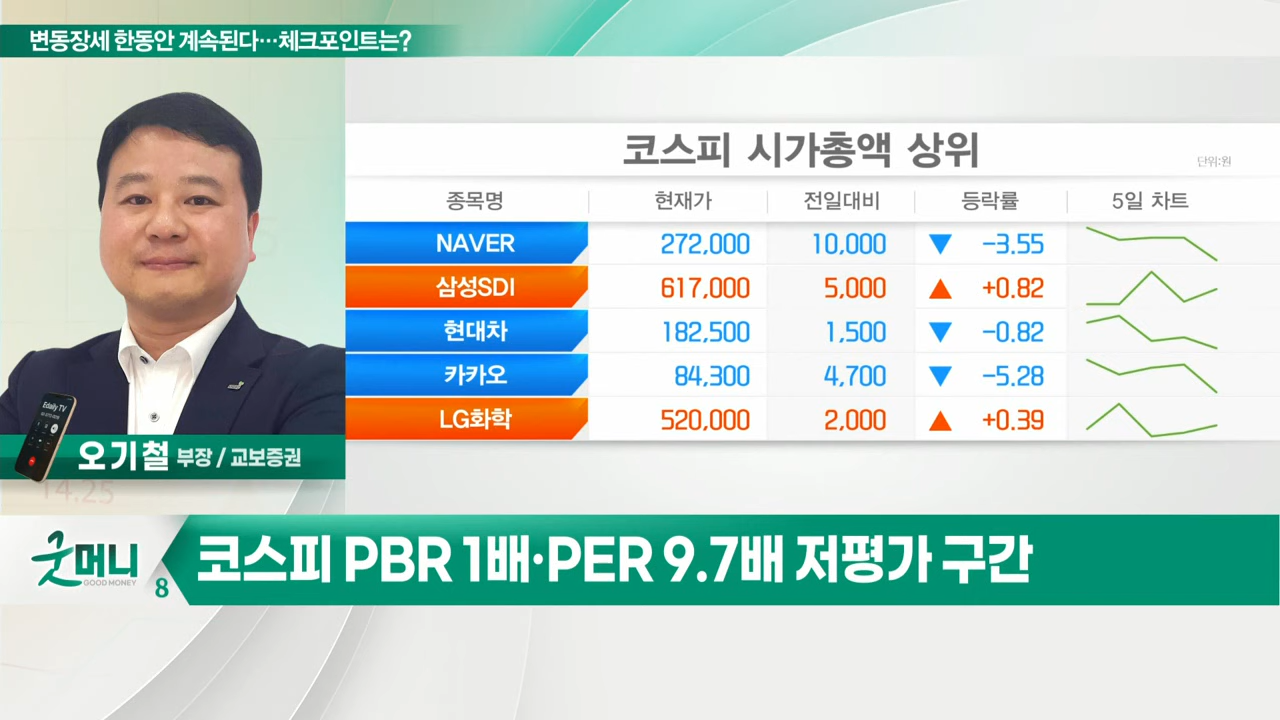 변동장세 한동안 계속된다…체크포인트는?
코스피 시가총액 상위
단위:원
종목명 현재가 전일대비 등락률 5일 차트
NAVER 272,000 10,000 ▼ -3.55
삼성SDI 617,000 5,000 ▲ +0.82
현대차 182,500 1,500 ▼ -0.82
카카오 84,300 4,700 ▼ -5.28
LG화학 520,000 2,000 ▲ +0.39
Edaily TV
오기철 부장 / 교보증권
14.25
굿머니
GOOD MONEY
8
코스피 PBR 1배·PER 9.7배 저평가 구간